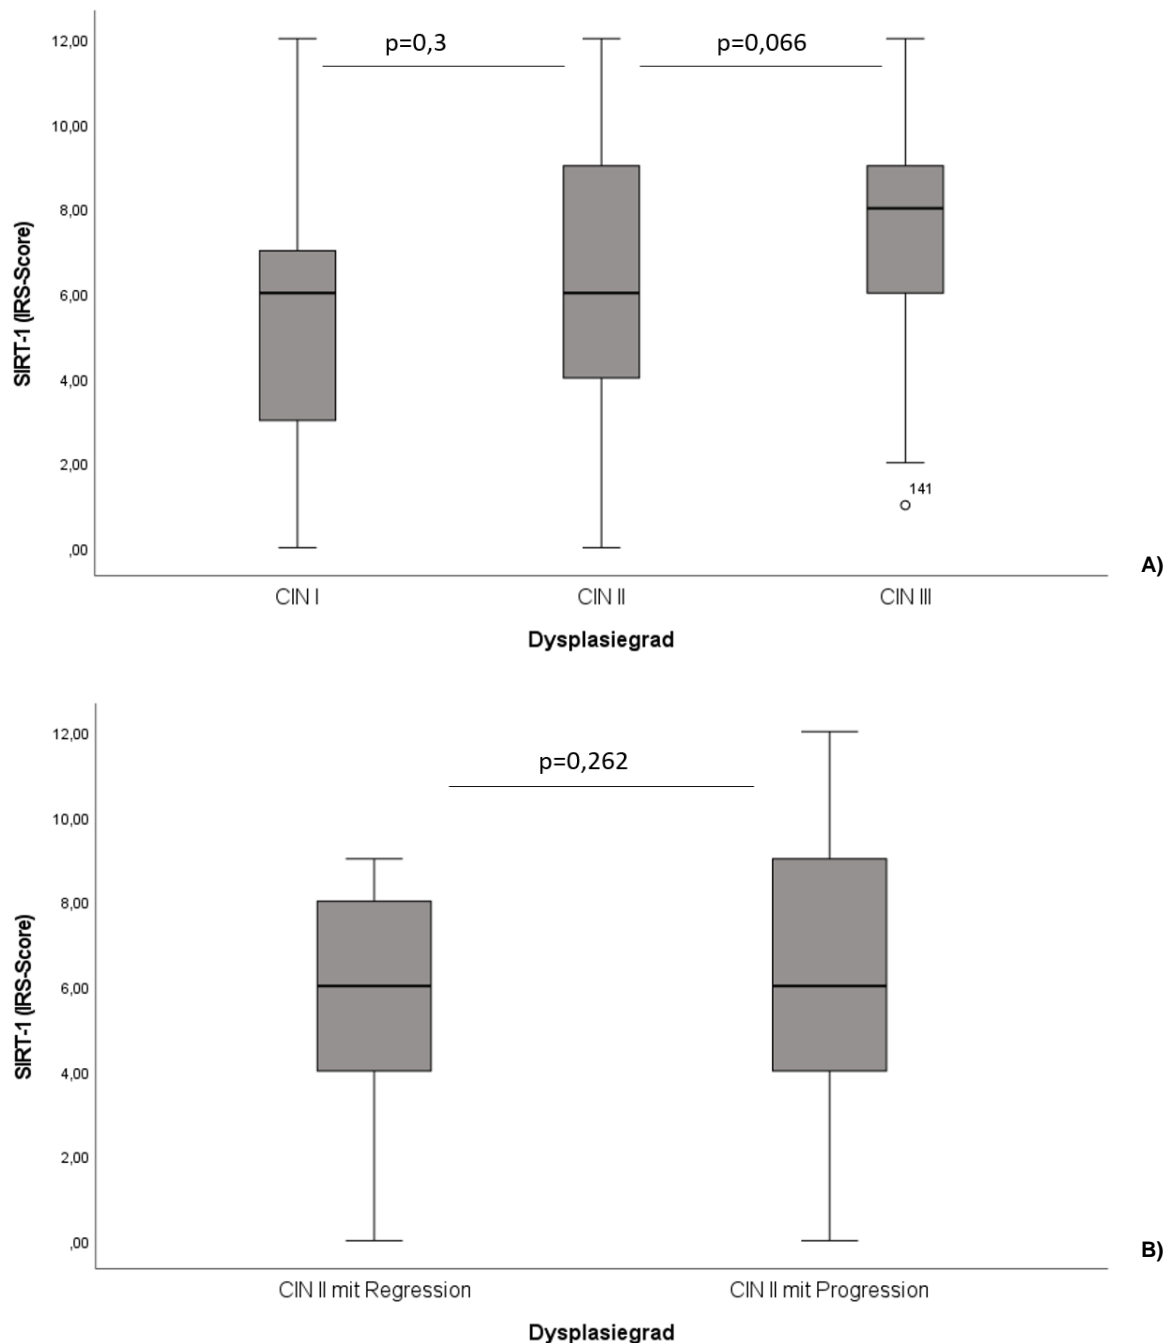 12,00
p=0,3
p=0,066
10,00
8,00
SIRT-1 (IRS-Score)
6,00
4,00
2,00
141
,00
A)
CIN I
CIN II
CIN III
Dysplasiegrad
12,00
p=0,262
10,00
8,00
SIRT-1 (IRS-Score)
6,00
4,00
2,00
,00
B)
CIN II mit Regression
CIN II mit Progression
Dysplasiegrad